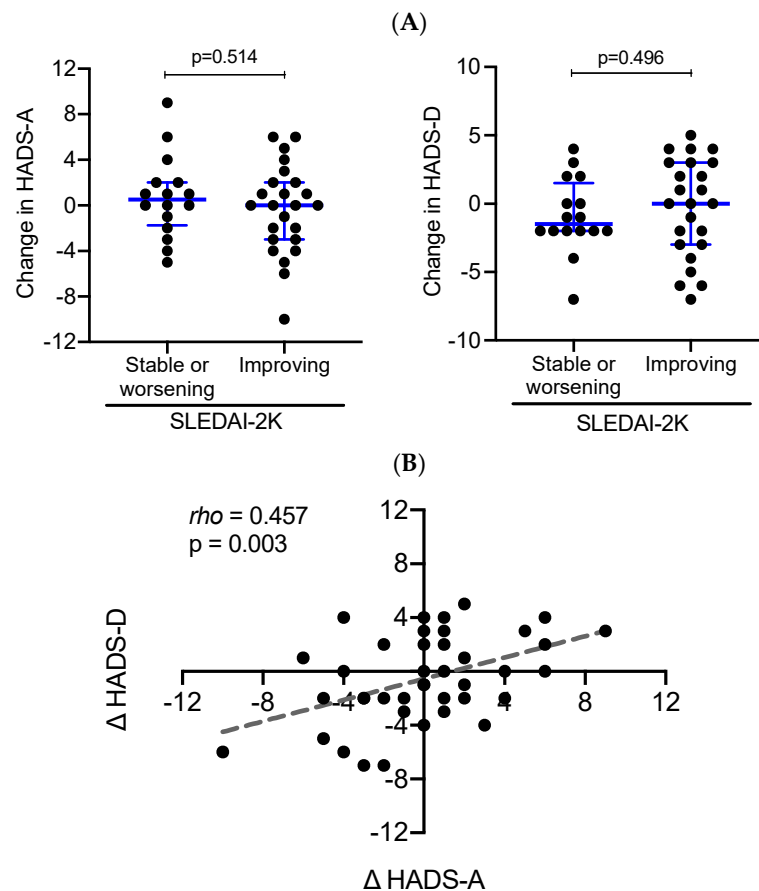 (A)
p=0.514
p=0.496
Change in HADS-A
12
8
4
0
-4
-8
-12
Stable or
worsening
Improving
SLEDAI-2K
Change in HADS-D
10
5
0
-5
-10
Stable or
worsening
Improving
SLEDAI-2K
(B)
rho = 0.457
p = 0.003
Δ HADS-D
12
8
4
-4
-8
-12
-12
-8
-4
0
4
8
12
Δ HADS-A